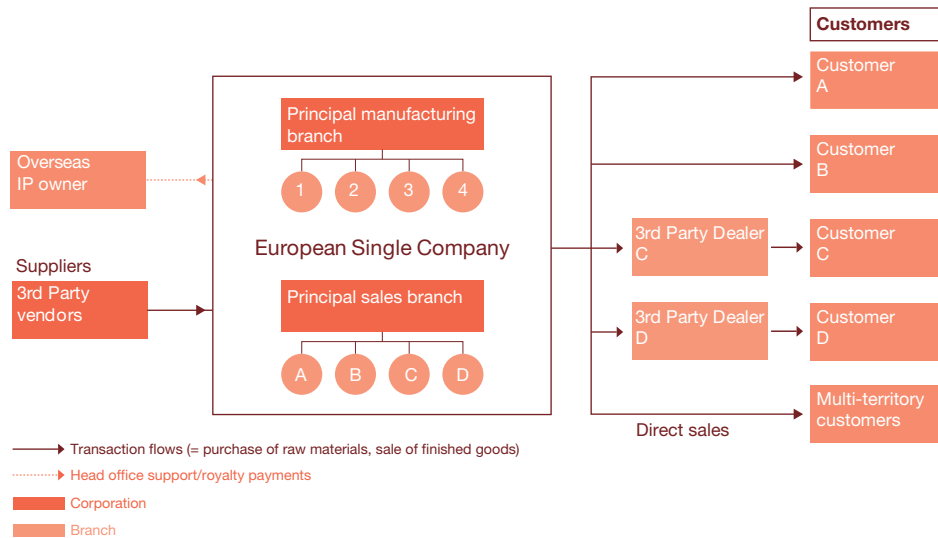 Customers
Customer
A
Principal manufacturing
branch
Customer
B
Overseas
IP owner
1
2
3
4
3rd Party Dealer
C
Customer
C
European Single Company
Suppliers
3rd Party
vendors
Principal sales branch
3rd Party Dealer
D
Customer
D
A
B
C
D
Multi-territory
customers
Direct sales
Transaction flows (= purchase of raw materials, sale of finished goods)
Head office support/royalty payments
Corporation
Branch